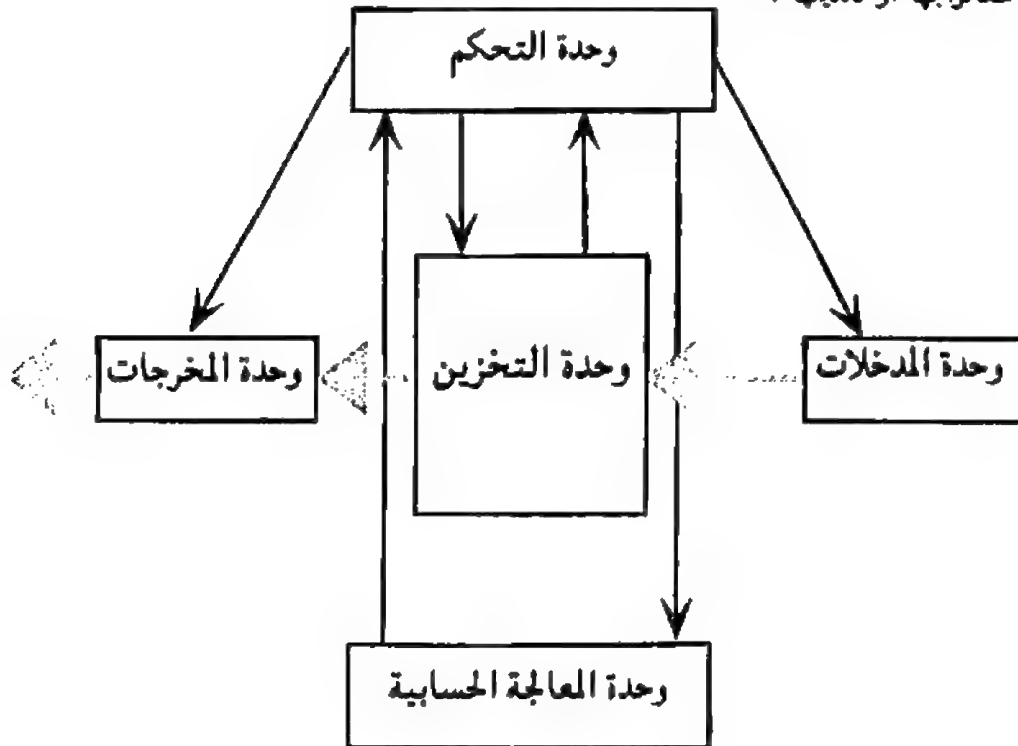 وحدة التحكم
وحدة المدخلات
وحدة التخزين
وحدة المخرجات
وحدة المعالجة الحسابية